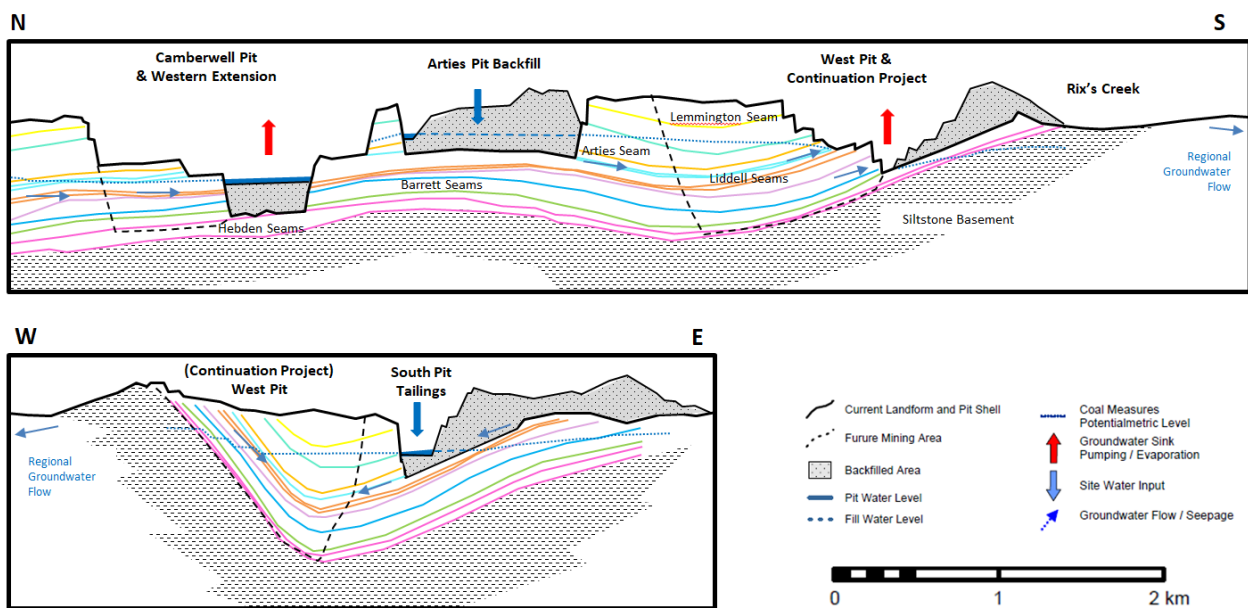 N
S
Camberwell Pit
& Western Extension
Arties Pit Backfill
West Pit &
Continuation Project
Rix's Creek
Lemmington Seam
Arties Seam
Barrett Seams
Liddell Seams
Hebden Seams
Siltstone Basement
Regional
Groundwater
Flow
W
E
(Continuation Project)
West Pit
South Pit
Tailings
Regional
Groundwater
Flow
Current Landform and Pit Shell
Furure Mining Area
Backfilled Area
Pit Water Level
Fill Water Level
Coal Measures
Potentialmetric Level
Groundwater Sink
Pumping / Evaporation
Site Water Input
Groundwater Flow / Seepage
0
1
2 km